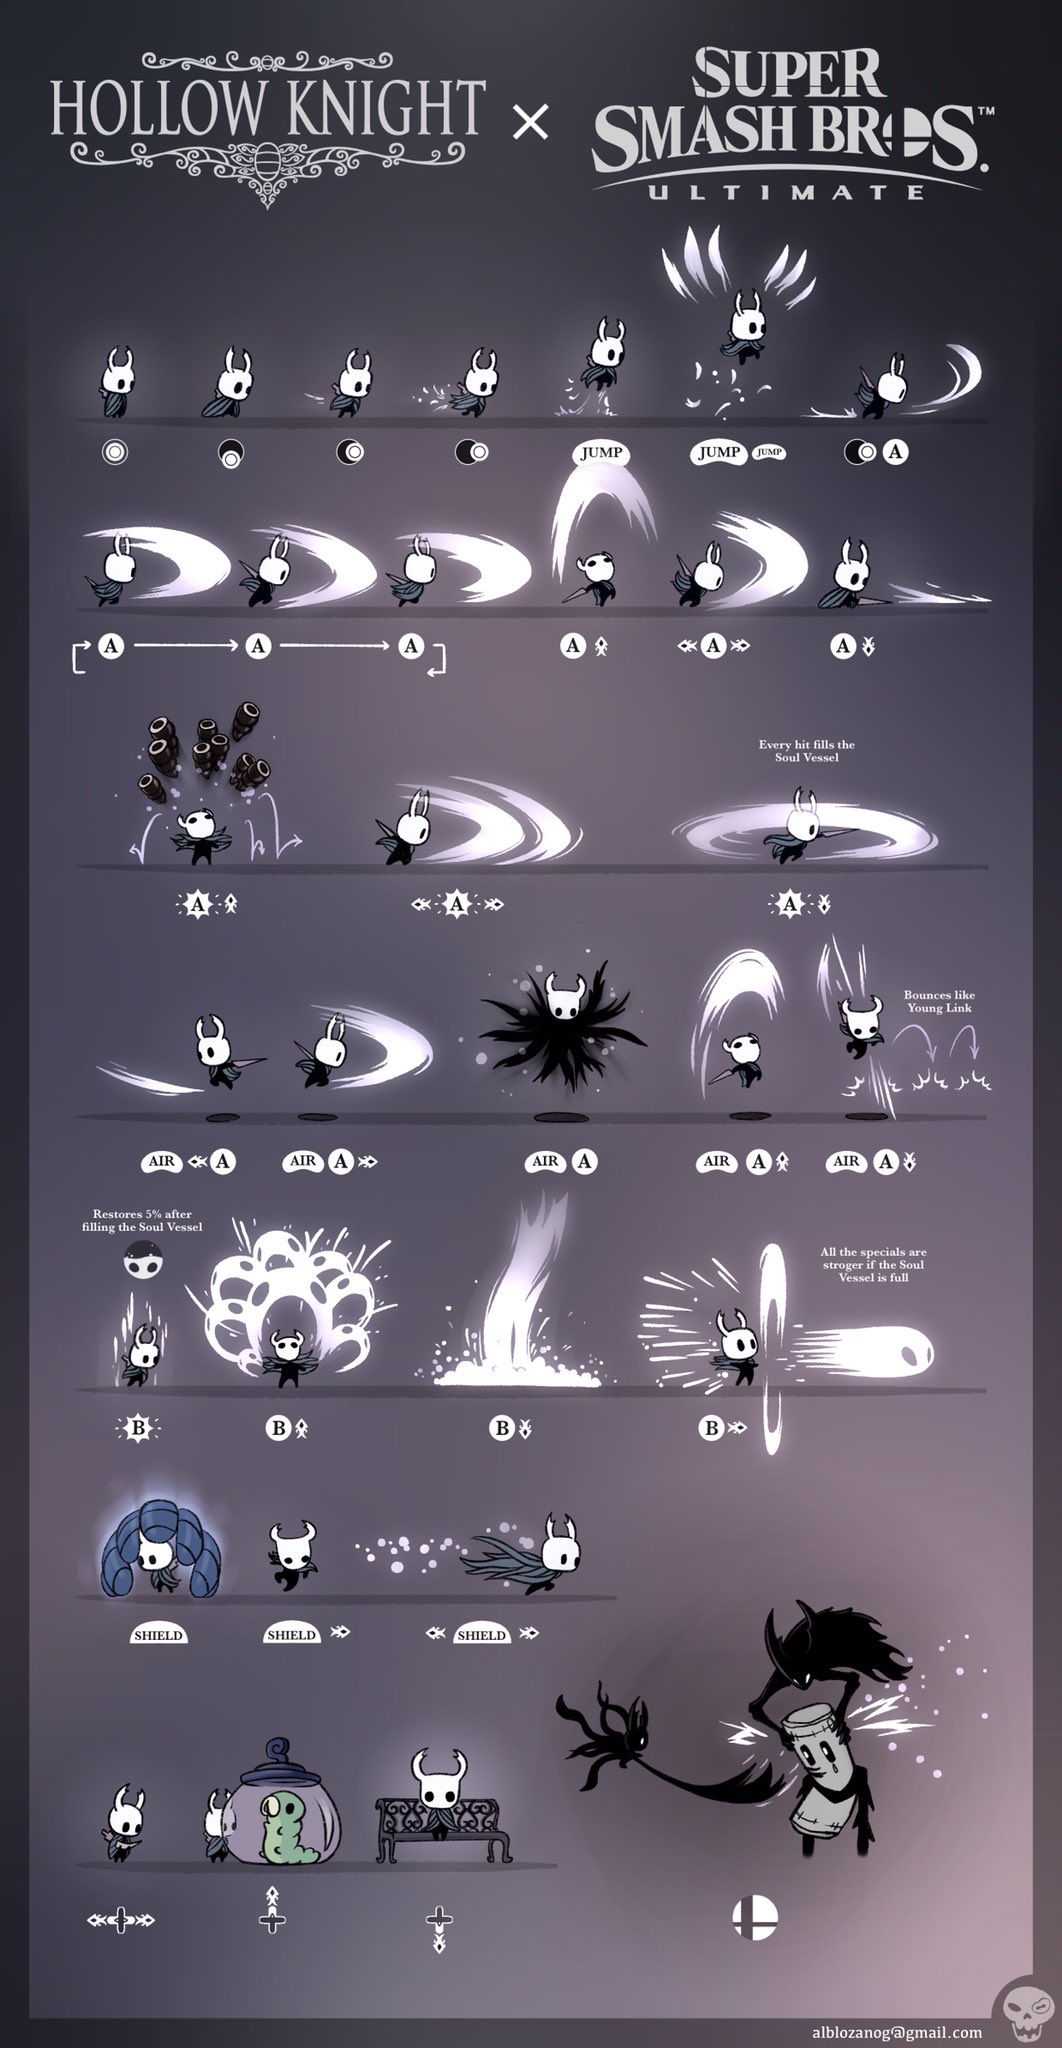 HOLLOW KNIGHT × SUPER
SMASH BROS.™
ULTIMATE
JUMP
JUMP JUMP
A
A A A
A
A
A
Every hit fills the
Soul Vessel
A
A
A
Bounces like
Young Link
AIR A
AIR A
AIR A
AIR A
AIR A
Restores 5% after
filling the Soul Vessel
All the specials are
stroger if the Soul
Vessel is full
B
B
B
B
SHIELD
SHIELD
SHIELD
alblozanog@gmail.com